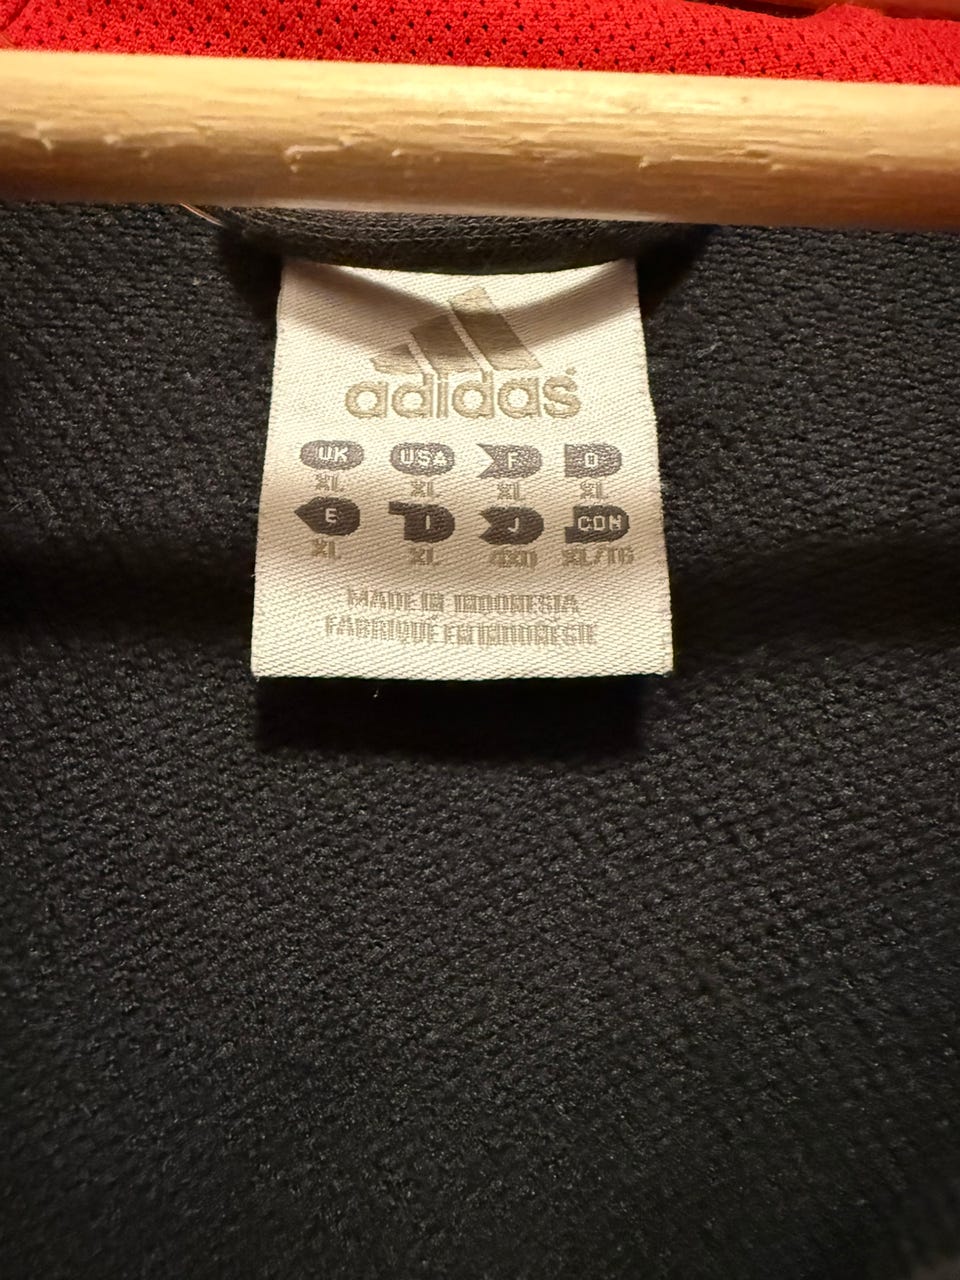 adidas
UK USA F D
XL XL XL XL
E I J CDN
XL XL XL/TG
MADE IN INDONESIA
FABRIQUÉ EN INDONÉSIE